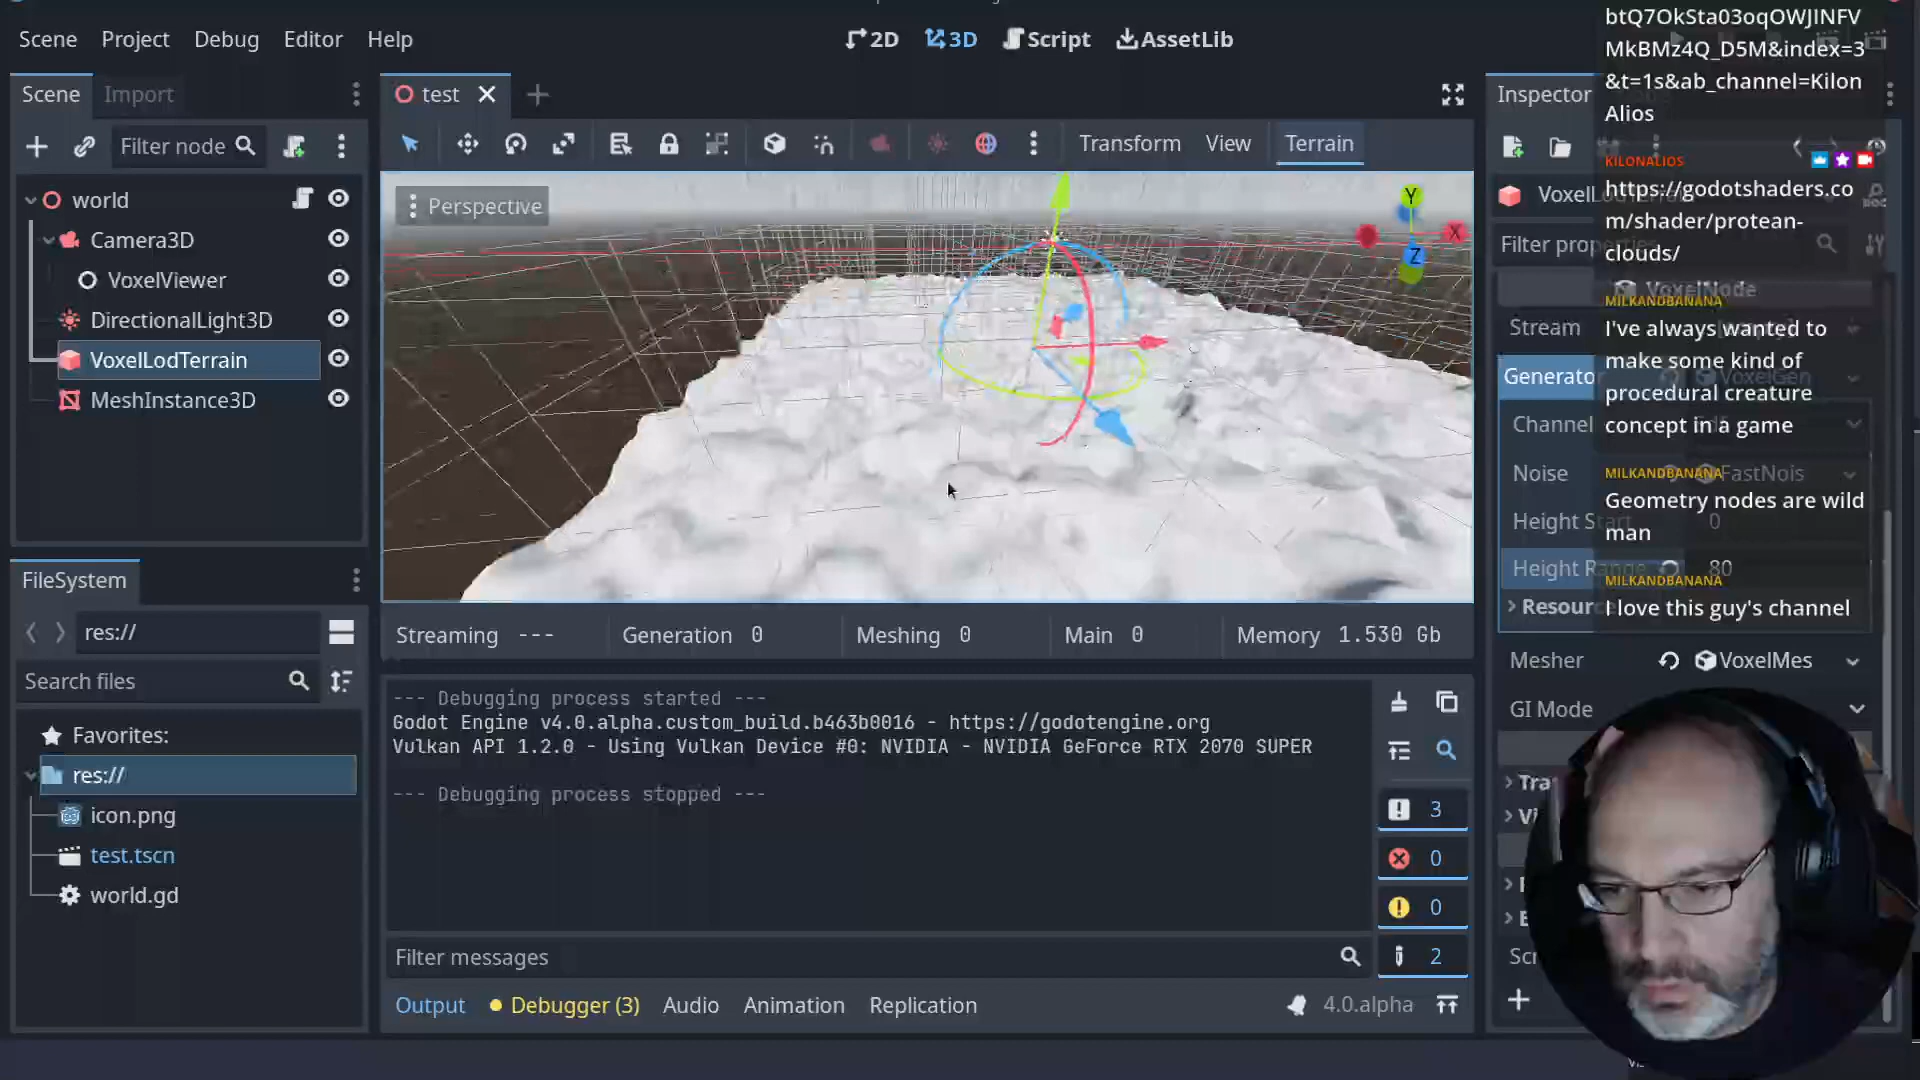 Scene Project Debug Editor Help
2D 3D Script AssetLib
Scene Import
test
Inspector
Filter node
Transform View Terrain
world
Camera3D
VoxelViewer
DirectionalLight3D
VoxelLodTerrain
MeshInstance3D
Perspective
Y
X
Z
FileSystem
res://
Search files
Favorites:
res://
icon.png
test.tscn
world.gd
Streaming ---
Generation 0
Meshing 0
Main 0
Memory 1.530 Gb
--- Debugging process started ---
Godot Engine v4.0.alpha.custom_build.b463b0016 - https://godotengine.org
Vulkan API 1.2.0 - Using Vulkan Device #0: NVIDIA - NVIDIA GeForce RTX 2070 SUPER
--- Debugging process stopped ---
3
0
0
2
Filter messages
Output Debugger (3) Audio Animation Replication
4.0.alpha
Filter
VoxelNode
Stream
Generator
Channel
Noise FastNois
Height 0
Height 80
Mesher VoxelMes
GI Mode
btQ7OkSta03oqOWJINFV
MkBMz4Q_D5M&index=3
&t=1s&ab_channel=Kilon
Alios
KILONALIOS
https://godotshaders.co
m/shader/protean-
clouds/
MILKANDBANANA
I've always wanted to
make some kind of
procedural creature
concept in a game
MILKANDBANANA
Geometry nodes are wild
man
MILKANDBANANA
I love this guy's channel